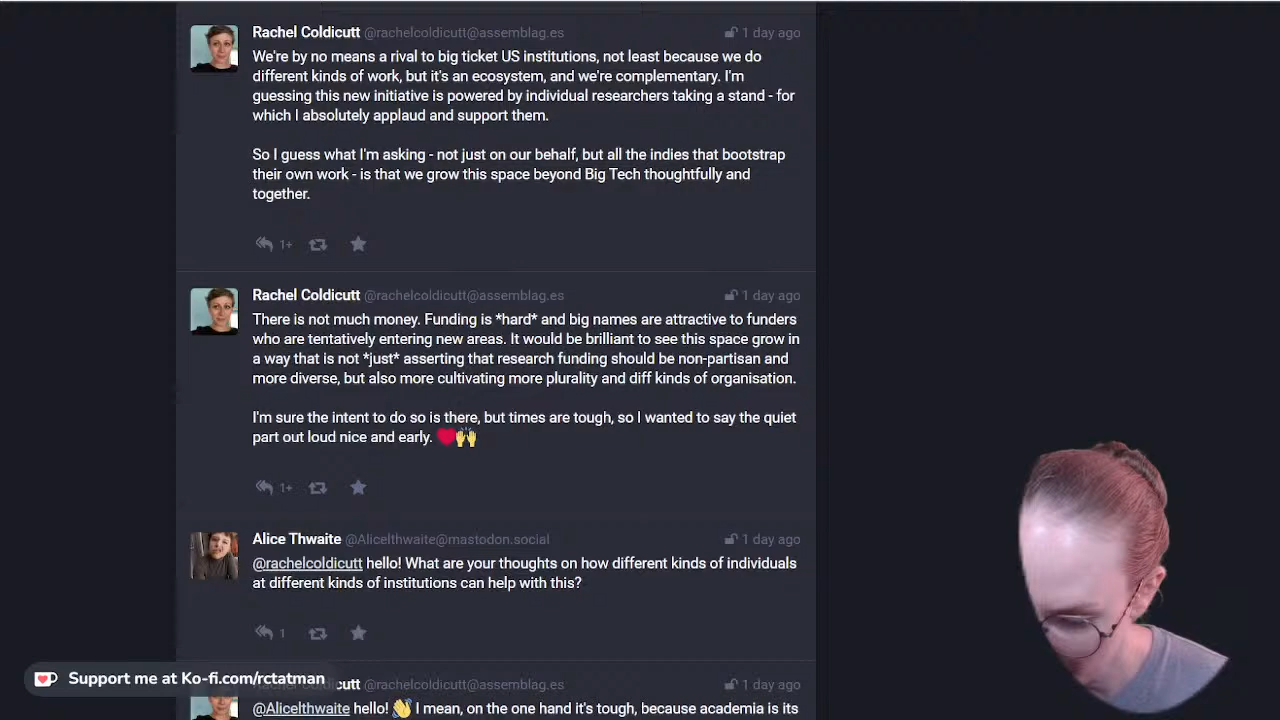 Rachel Coldicutt @rachelcoldicutt@assemblag.es 1 day ago
We're by no means a rival to big ticket US institutions, not least because we do
different kinds of work, but it's an ecosystem, and we're complementary. I'm
guessing this new initiative is powered by individual researchers taking a stand - for
which I absolutely applaud and support them.
So I guess what I'm asking - not just on our behalf, but all the indies that bootstrap
their own work - is that we grow this space beyond Big Tech thoughtfully and
together.
1+
Rachel Coldicutt @rachelcoldicutt@assemblag.es 1 day ago
There is not much money. Funding is *hard* and big names are attractive to funders
who are tentatively entering new areas. It would be brilliant to see this space grow in
a way that is not *just* asserting that research funding should be non-partisan and
more diverse, but also more cultivating more plurality and diff kinds of organisation.
I'm sure the intent to do so is there, but times are tough, so I wanted to say the quiet
part out loud nice and early. ❤️🙌
1+
Alice Thwaite @Alicelthwaite@mastodon.social 1 day ago
@rachelcoldicutt hello! What are your thoughts on how different kinds of individuals
at different kinds of institutions can help with this?
1
Support me at Ko-fi.com/rctatman
cutt @rachelcoldicutt@assemblag.es 1 day ago
@Alicelthwaite hello! 👋 I mean, on the one hand it's tough, because academia is its